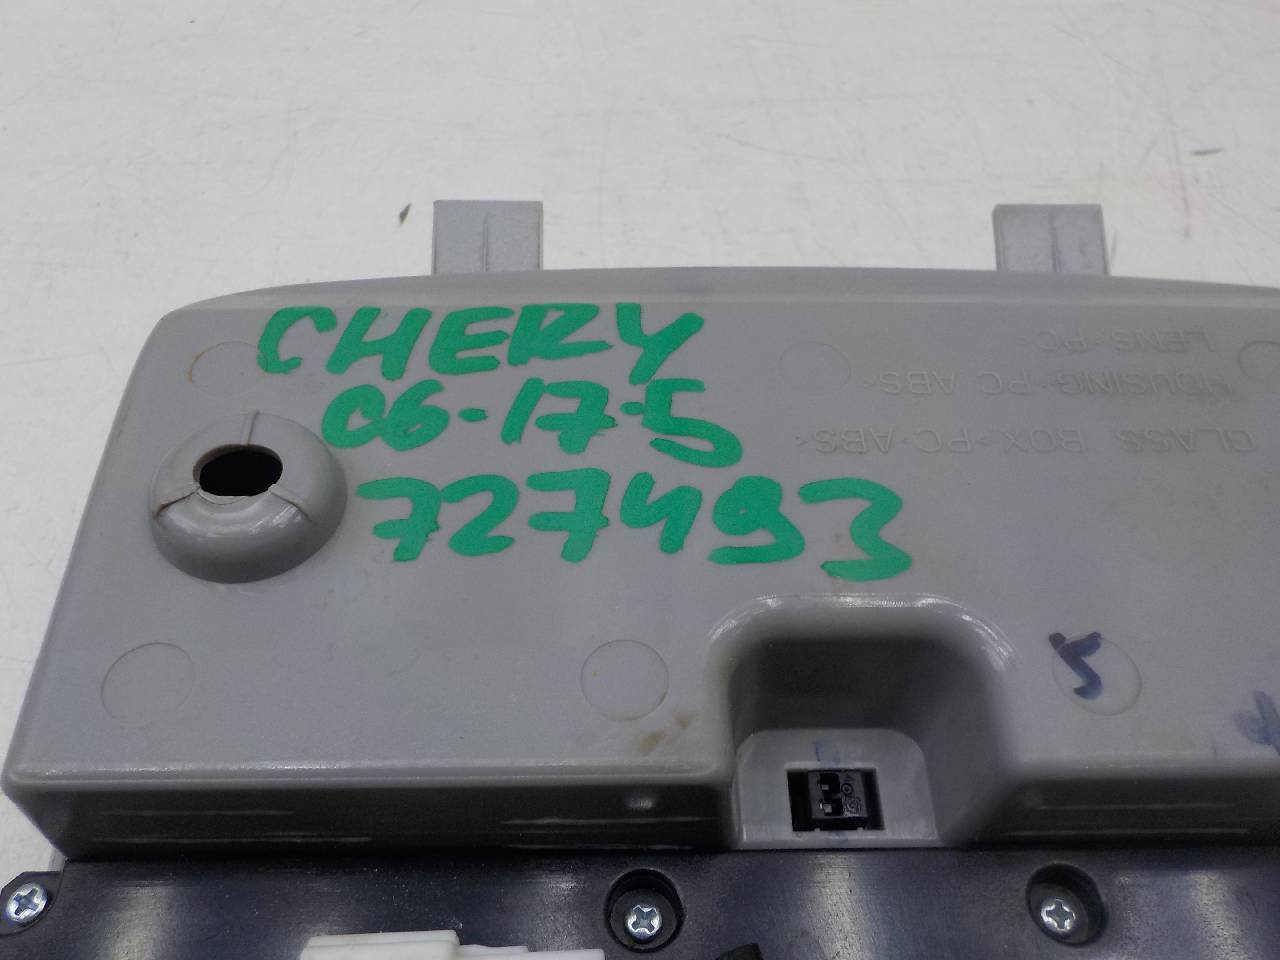 CHERY
06-17-5
727493
LENS>PC<
HOUSING>PC ABS<
GLASS BOX>PC+ABS<
5